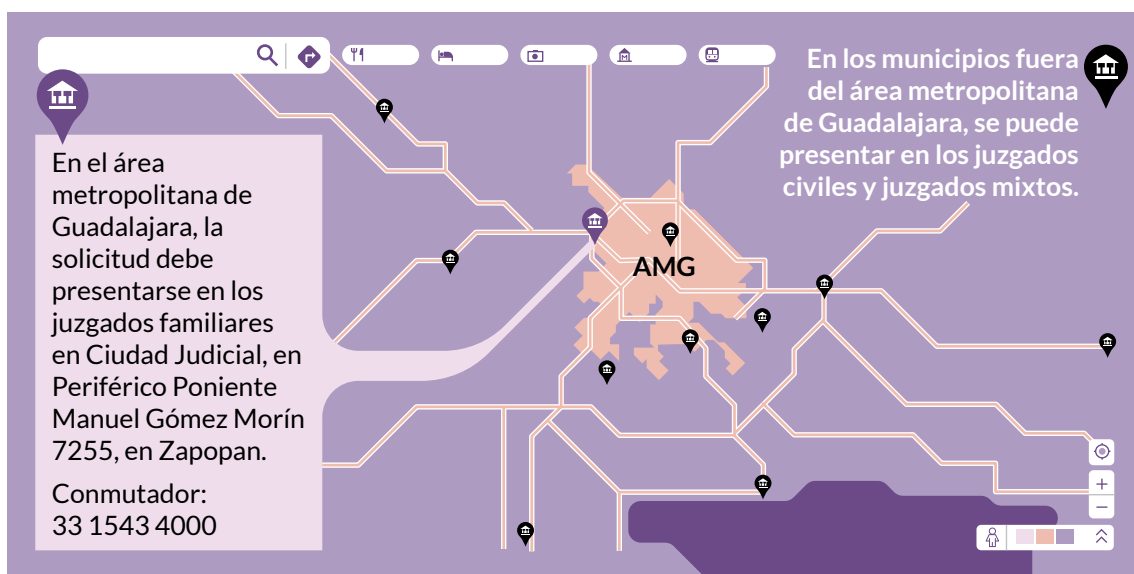 En el área
metropolitana de
Guadalajara, la
solicitud debe
presentarse en los
juzgados familiares
en Ciudad Judicial, en
Periférico Poniente
Manuel Gómez Morín
7255, en Zapopan.
Conmutador:
33 1543 4000
En los municipios fuera
del área metropolitana
de Guadalajara, se puede
presentar en los juzgados
civiles y juzgados mixtos.
AMG